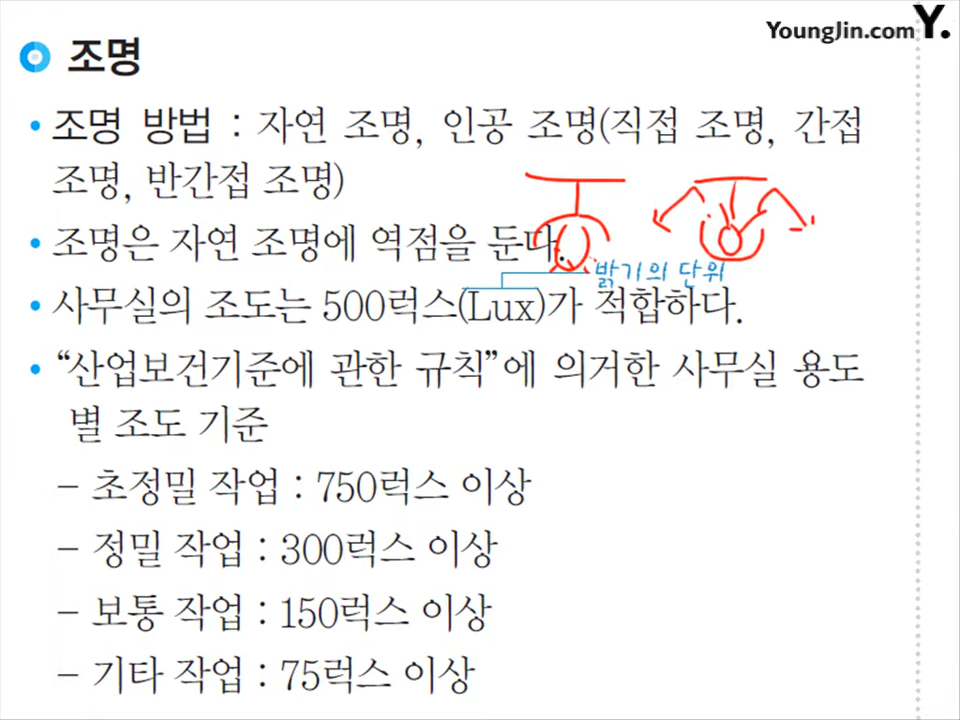 YoungJin.com Y.
조명
• 조명 방법 : 자연 조명, 인공 조명(직접 조명, 간접
조명, 반간접 조명)
• 조명은 자연 조명에 역점을 둔다.
밝기의 단위
• 사무실의 조도는 500럭스(Lux)가 적합하다.
• “산업보건기준에 관한 규칙”에 의거한 사무실 용도
별 조도 기준
– 초정밀 작업 : 750럭스 이상
– 정밀 작업 : 300럭스 이상
– 보통 작업 : 150럭스 이상
– 기타 작업 : 75럭스 이상